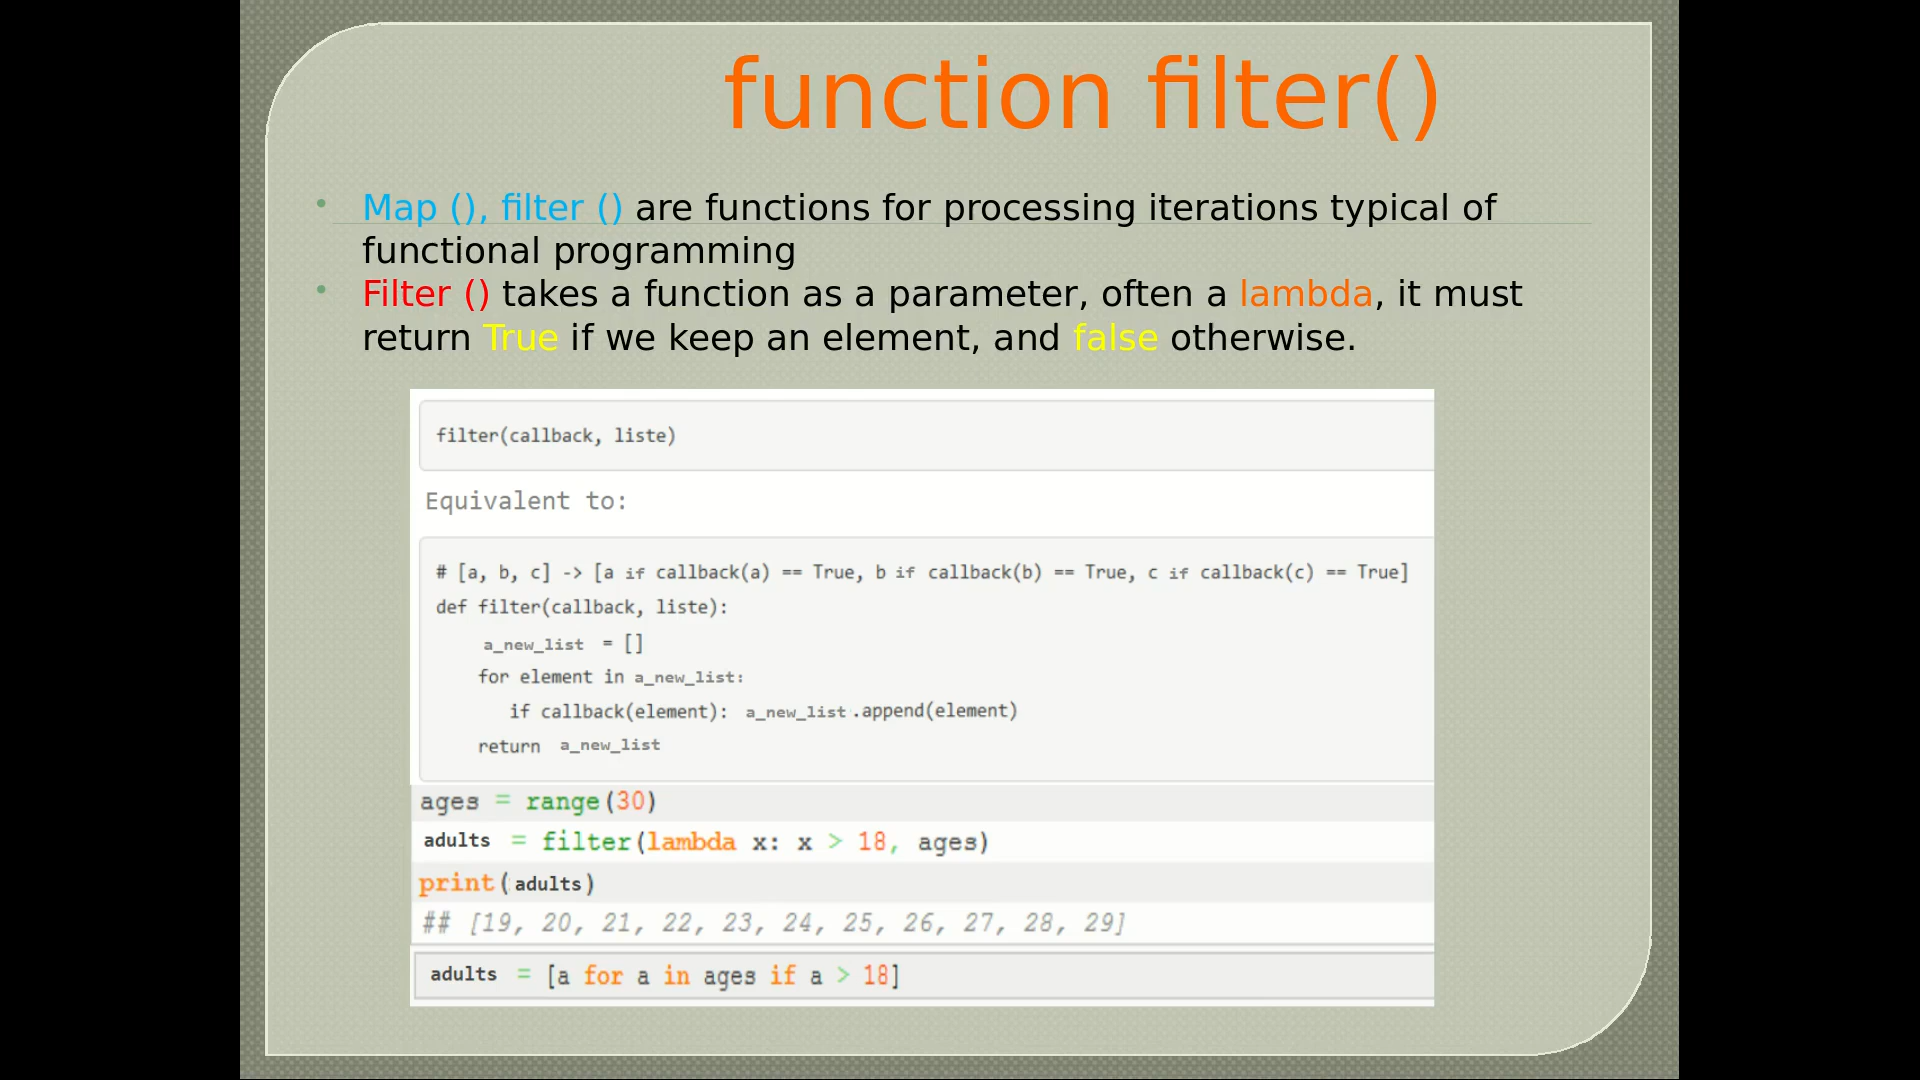 function filter()
• Map (), filter () are functions for processing iterations typical of
functional programming
• Filter () takes a function as a parameter, often a lambda, it must
return True if we keep an element, and false otherwise.
filter(callback, liste)
Equivalent to:
# [a, b, c] -> [a if callback(a) == True, b if callback(b) == True, c if callback(c) == True]
def filter(callback, liste):
a_new_list = []
for element in a_new_list:
if callback(element): a_new_list.append(element)
return a_new_list
ages = range(30)
adults = filter(lambda x: x > 18, ages)
print(adults)
## [19, 20, 21, 22, 23, 24, 25, 26, 27, 28, 29]
adults = [a for a in ages if a > 18]